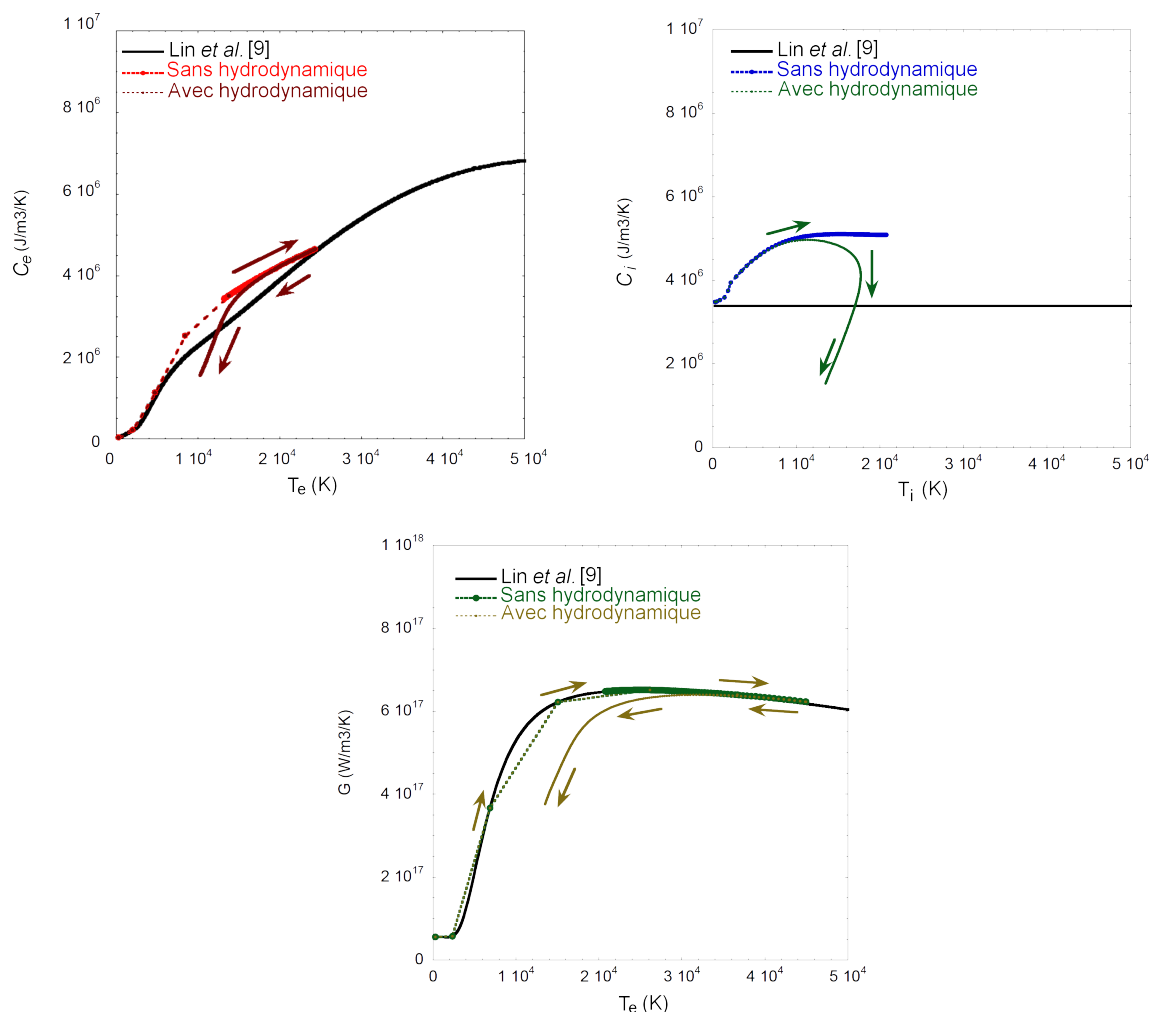 1 10⁷
Lin et al. [9]
Sans hydrodynamique
Avec hydrodynamique
8 10⁶
6 10⁶
4 10⁶
2 10⁶
0
Cₑ (J/m3/K)
0 1 10⁴ 2 10⁴ 3 10⁴ 4 10⁴ 5 10⁴
Tₑ (K)
1 10⁷
Lin et al. [9]
Sans hydrodynamique
Avec hydrodynamique
8 10⁶
6 10⁶
4 10⁶
2 10⁶
0
Cᵢ (J/m3/K)
0 1 10⁴ 2 10⁴ 3 10⁴ 4 10⁴ 5 10⁴
Tᵢ (K)
1 10¹⁸
Lin et al. [9]
Sans hydrodynamique
Avec hydrodynamique
8 10¹⁷
6 10¹⁷
4 10¹⁷
2 10¹⁷
0
G (W/m3/K)
0 1 10⁴ 2 10⁴ 3 10⁴ 4 10⁴ 5 10⁴
Tₑ (K)